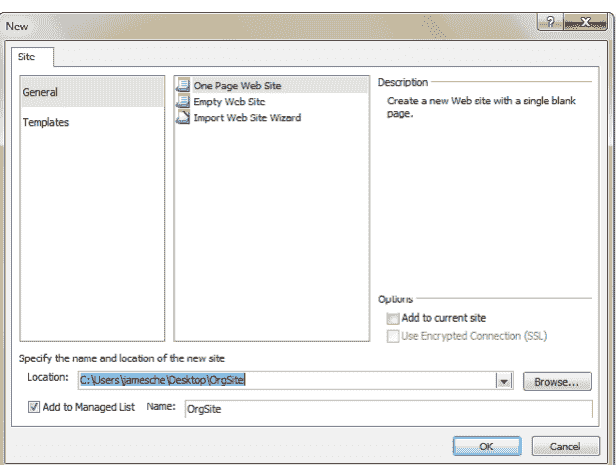 New
Site
General
Templates
One Page Web Site
Empty Web Site
Import Web Site Wizard
Description
Create a new Web site with a single blank
page.
Options
Add to current site
Use Encrypted Connection (SSL)
Specify the name and location of the new site
Location: C:\Users\jamesche\Desktop\OrgSite
Browse...
Add to Managed List Name: OrgSite
OK Cancel